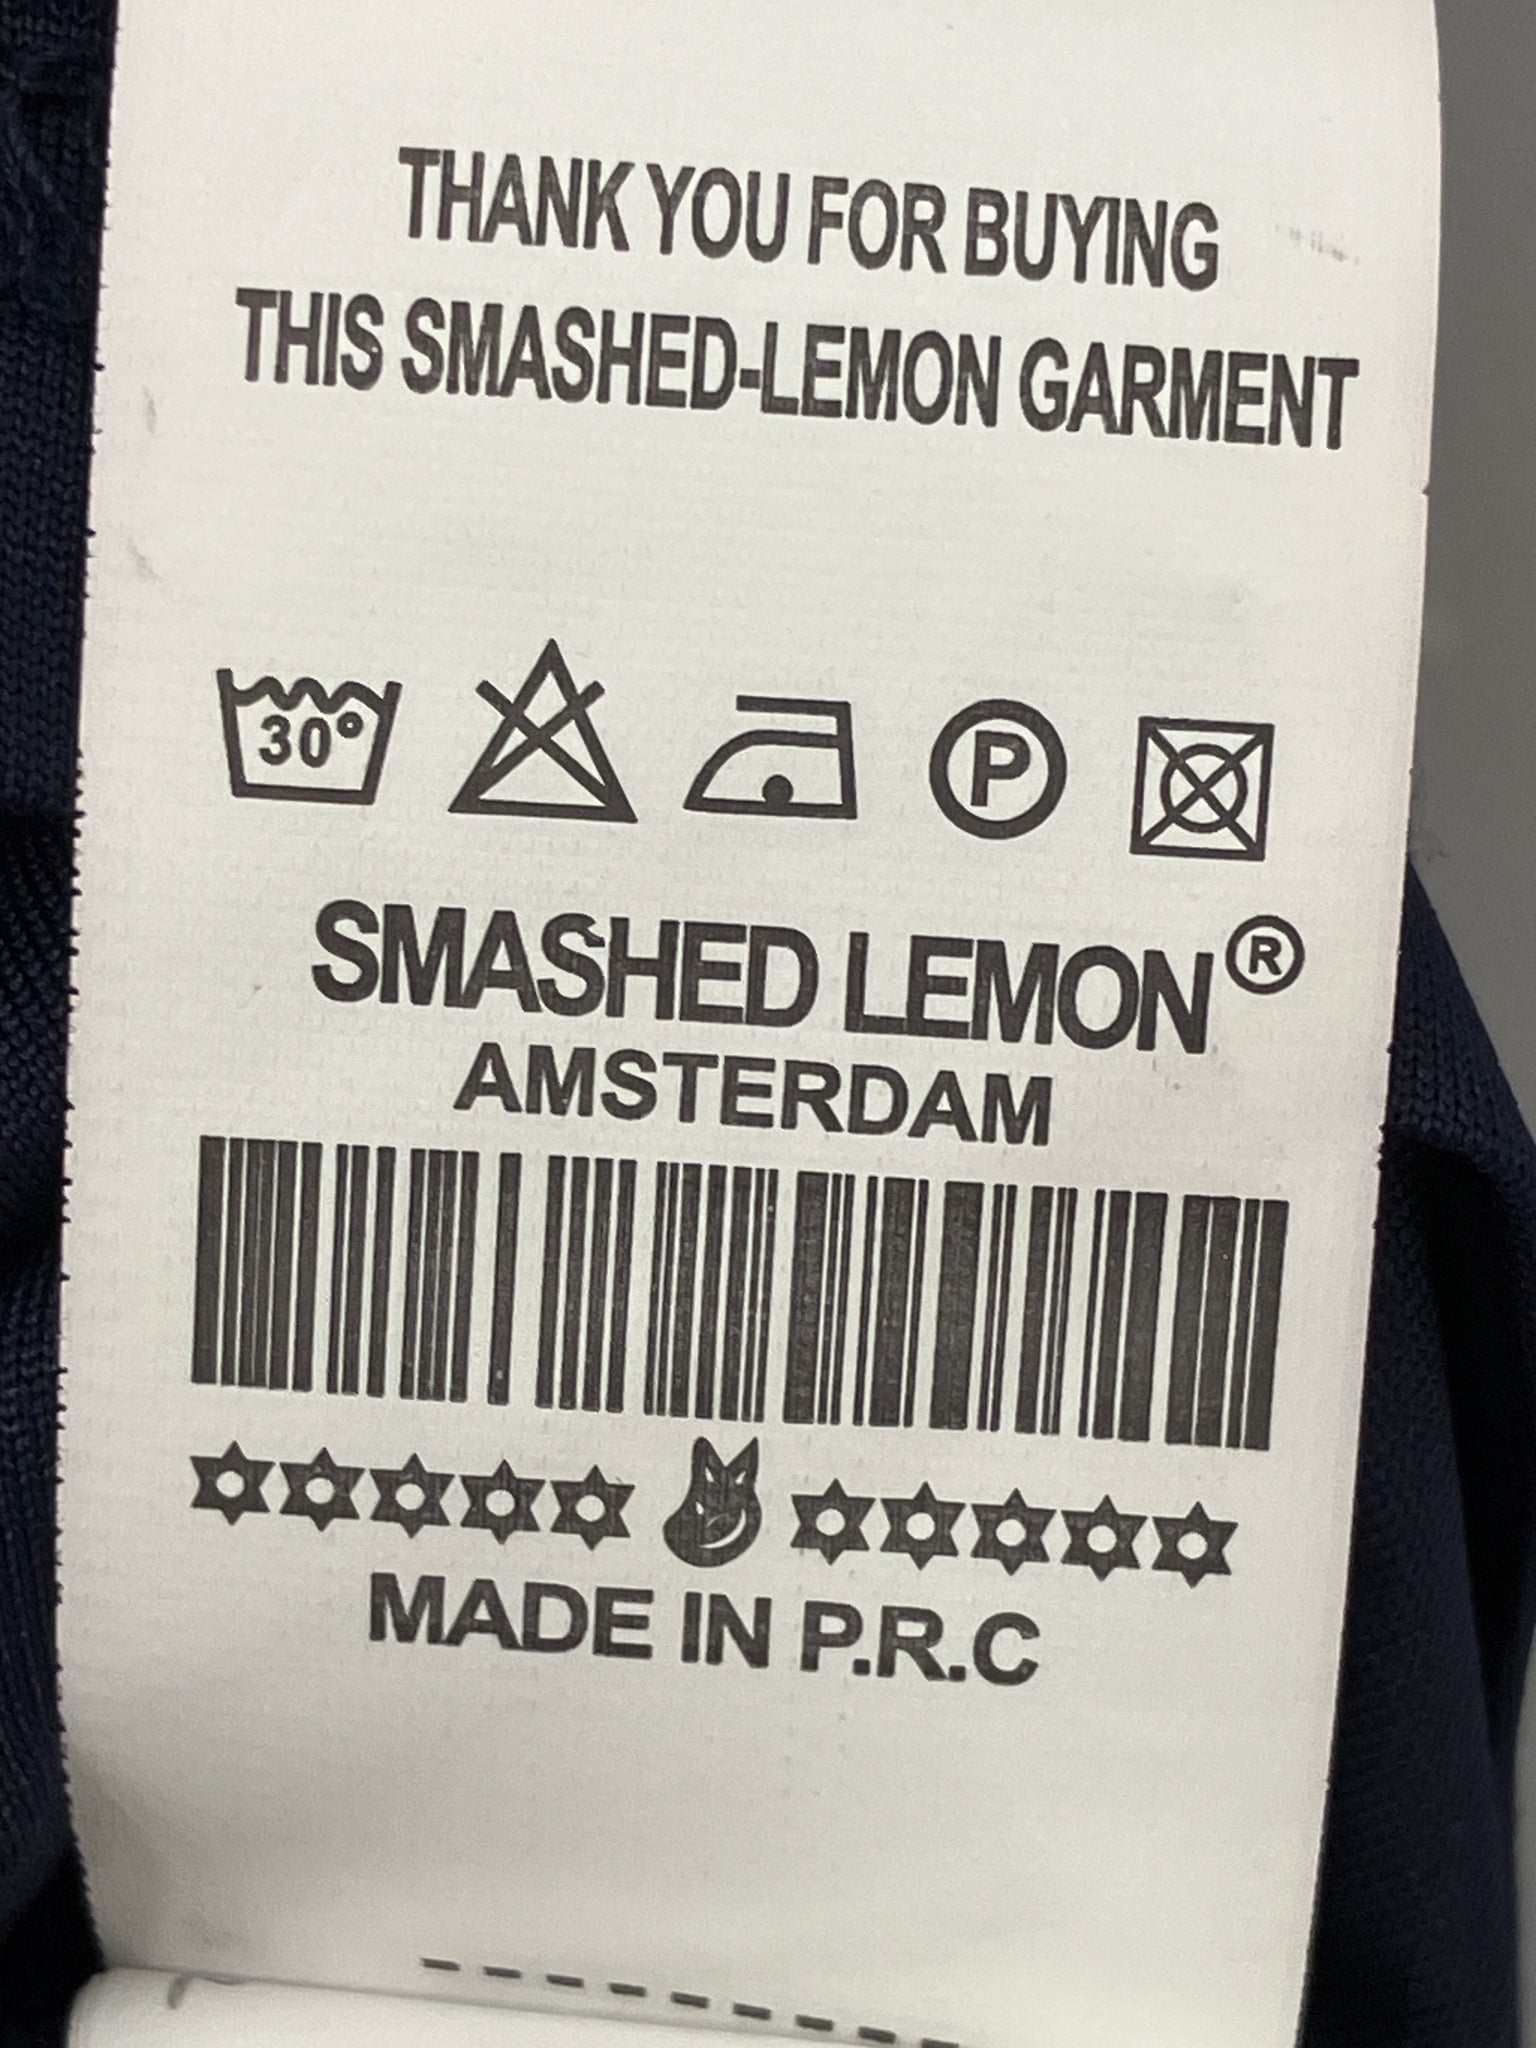 THANK YOU FOR BUYING
THIS SMASHED-LEMON GARMENT
30°
P
SMASHED LEMON®
AMSTERDAM
MADE IN P.R.C